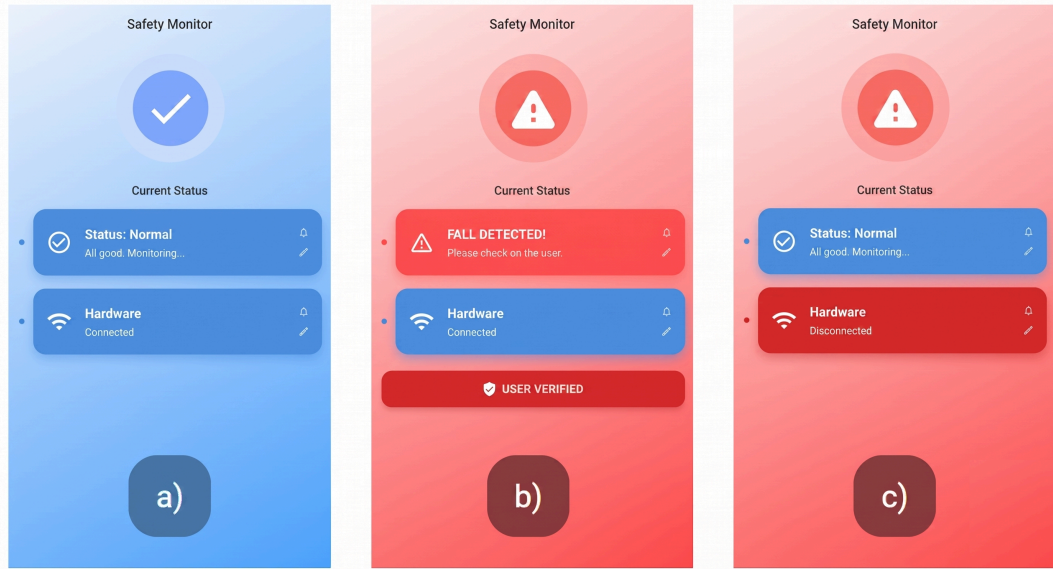 Safety Monitor
Current Status
Status: Normal
All good. Monitoring...
Hardware
Connected
a)
Safety Monitor
Current Status
FALL DETECTED!
Please check on the user.
Hardware
Connected
USER VERIFIED
b)
Safety Monitor
Current Status
Status: Normal
All good. Monitoring...
Hardware
Disconnected
c)